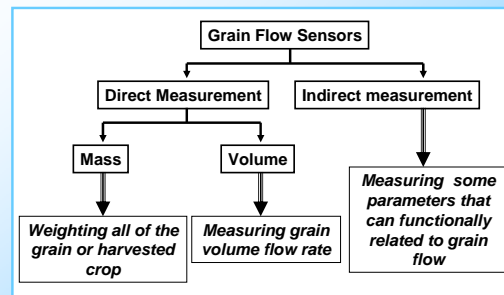 Grain Flow Sensors
Direct Measurement
Indirect measurement
Mass
Volume
Weighting all of the
grain or harvested
crop
Measuring grain
volume flow rate
Measuring some
parameters that
can functionally
related to grain
flow